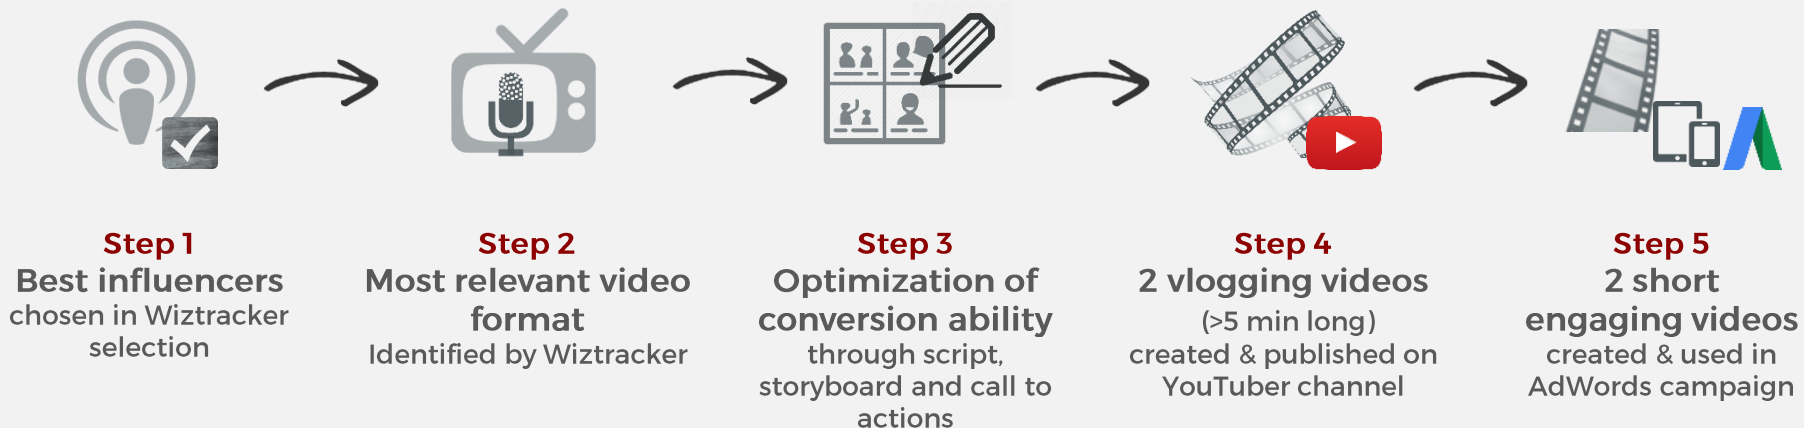 Step 1
Best influencers
chosen in Wiztracker
selection
Step 2
Most relevant video
format
Identified by Wiztracker
Step 3
Optimization of
conversion ability
through script,
storyboard and call to
actions
Step 4
2 vlogging videos
(>5 min long)
created & published on
YouTuber channel
Step 5
2 short
engaging videos
created & used in
AdWords campaign